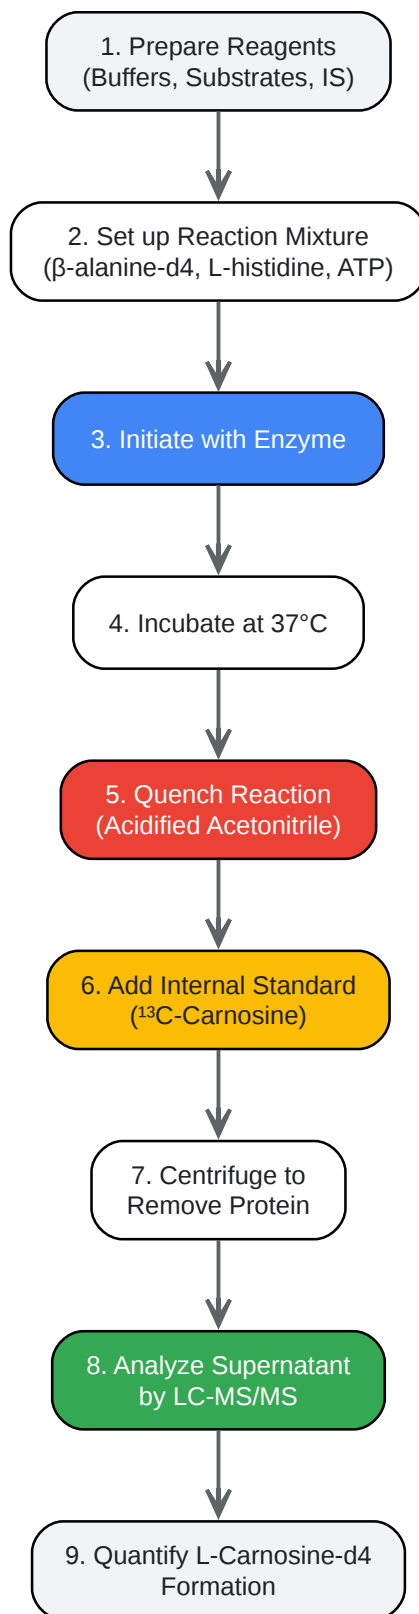 1. Prepare Reagents
(Buffers, Substrates, IS)
2. Set up Reaction Mixture
(β-alanine-d4, L-histidine, ATP)
3. Initiate with Enzyme
4. Incubate at 37°C
5. Quench Reaction
(Acidified Acetonitrile)
6. Add Internal Standard
(¹³C-Carnosine)
7. Centrifuge to
Remove Protein
8. Analyze Supernatant
by LC-MS/MS
9. Quantify L-Carnosine-d4
Formation